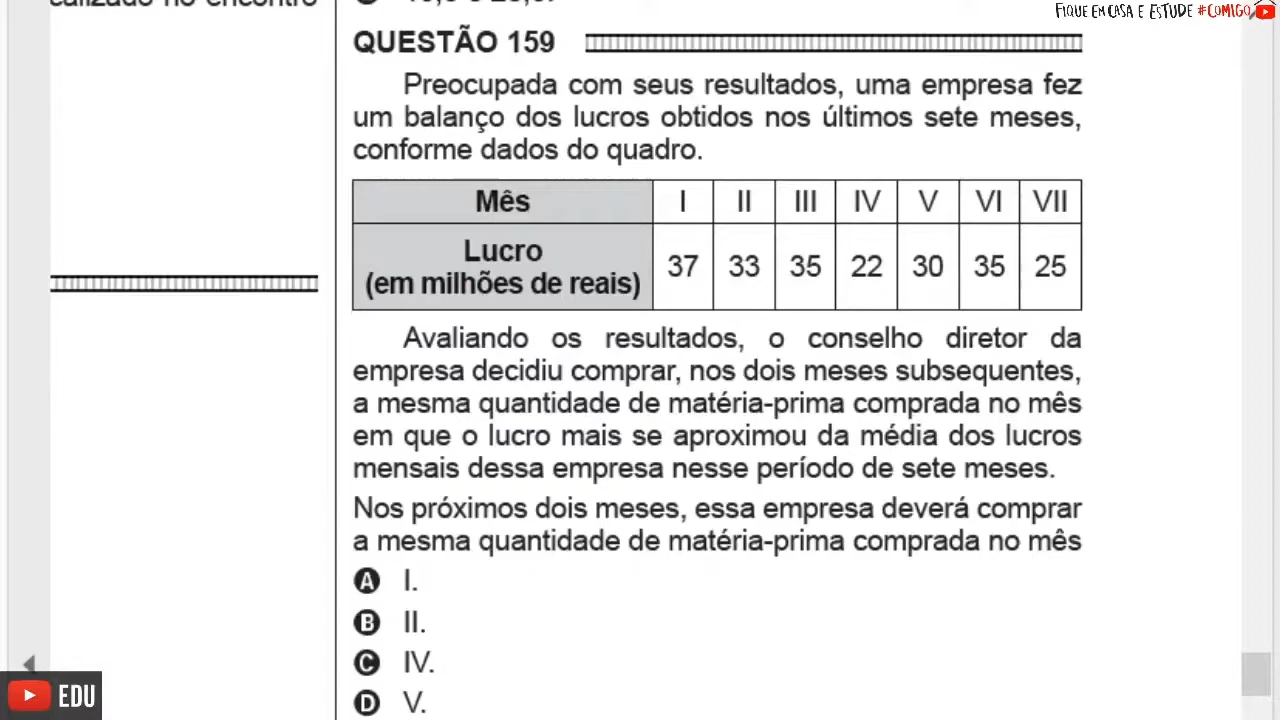 FIQUE EM CASA E ESTUDE #COMIGO
QUESTÃO 159
Preocupada com seus resultados, uma empresa fez
um balanço dos lucros obtidos nos últimos sete meses,
conforme dados do quadro.
Mês I II III IV V VI VII
Lucro
(em milhões de reais) 37 33 35 22 30 35 25
Avaliando os resultados, o conselho diretor da
empresa decidiu comprar, nos dois meses subsequentes,
a mesma quantidade de matéria-prima comprada no mês
em que o lucro mais se aproximou da média dos lucros
mensais dessa empresa nesse período de sete meses.
Nos próximos dois meses, essa empresa deverá comprar
a mesma quantidade de matéria-prima comprada no mês
A I.
B II.
C IV.
D V.
EDU